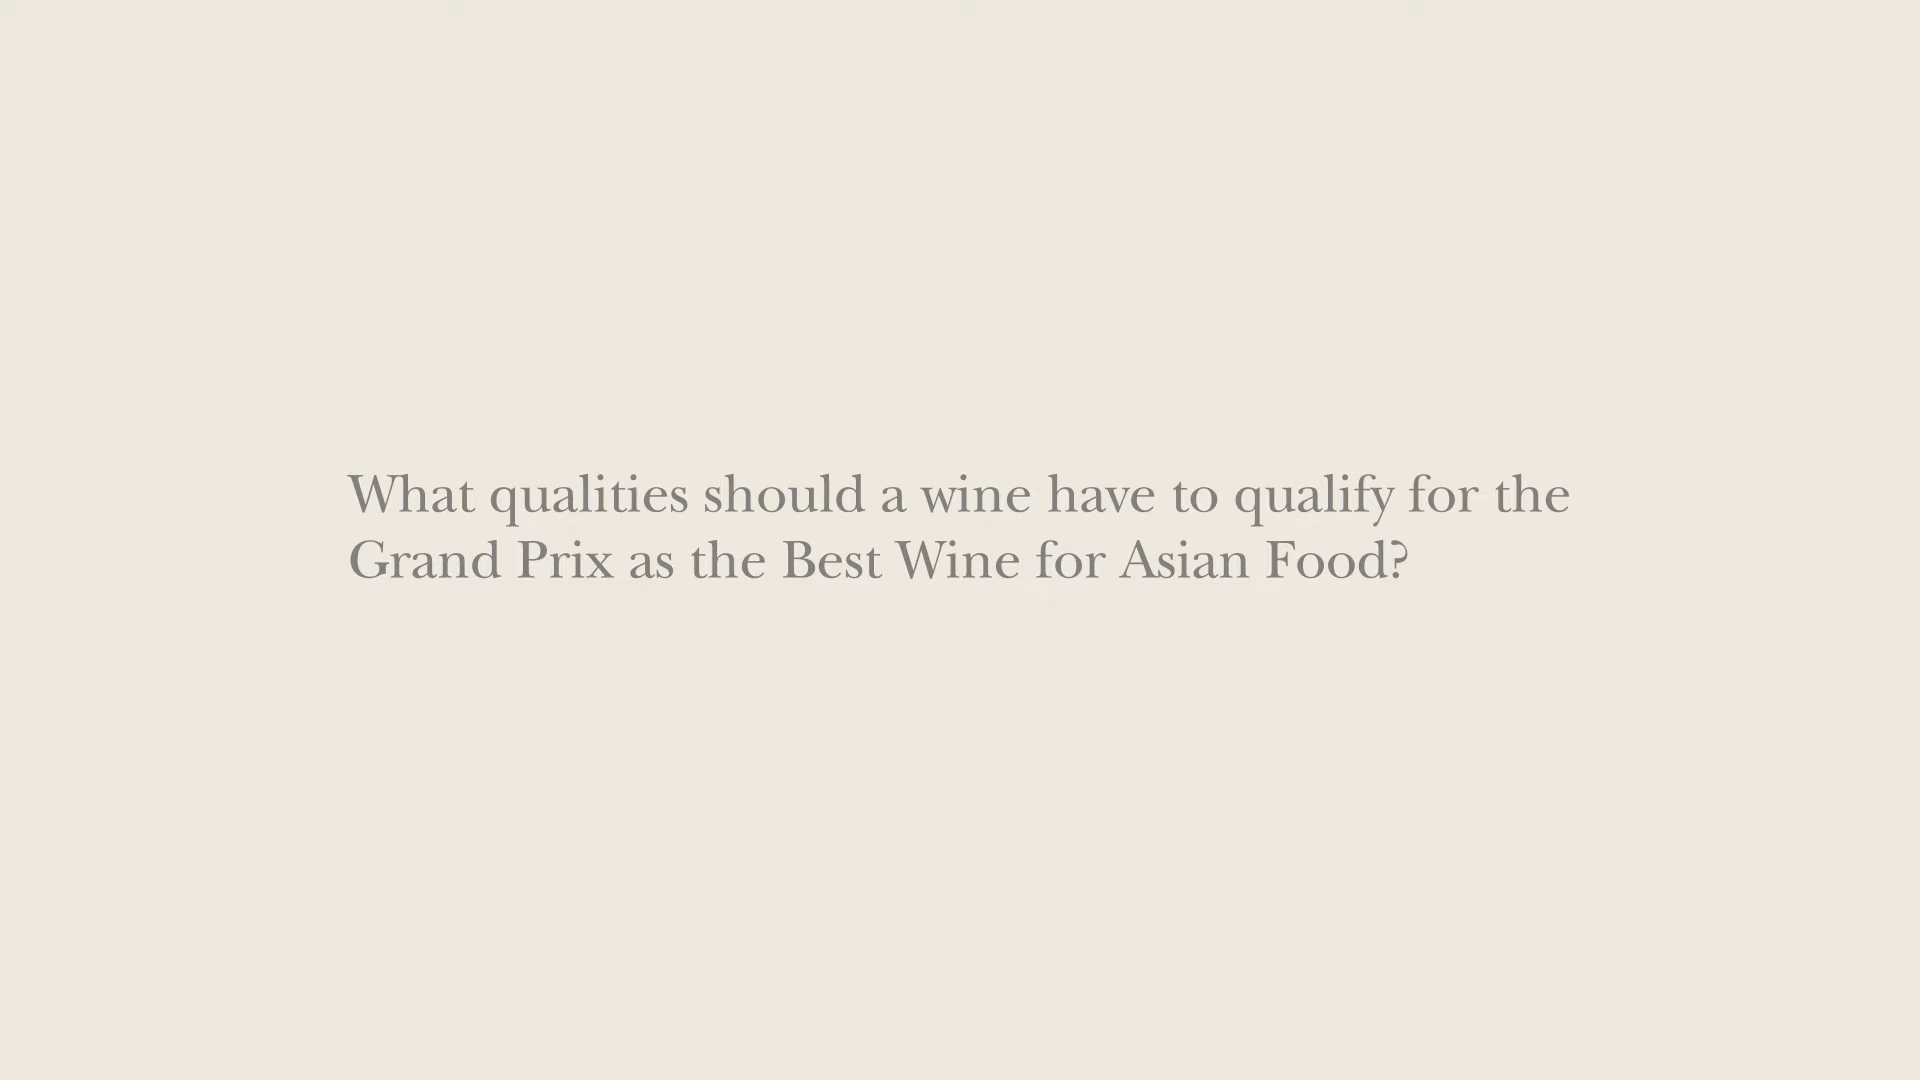 What qualities should a wine have to qualify for the
Grand Prix as the Best Wine for Asian Food?